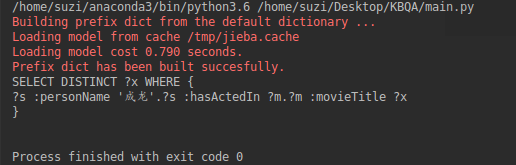 /home/suzi/anaconda3/bin/python3.6 /home/suzi/Desktop/KBQA/main.py
Building prefix dict from the default dictionary ...
Loading model from cache /tmp/jieba.cache
Loading model cost 0.790 seconds.
Prefix dict has been built succesfully.
SELECT DISTINCT ?x WHERE {
?s :personName '成龙'.?s :hasActedIn ?m.?m :movieTitle ?x
}
Process finished with exit code 0